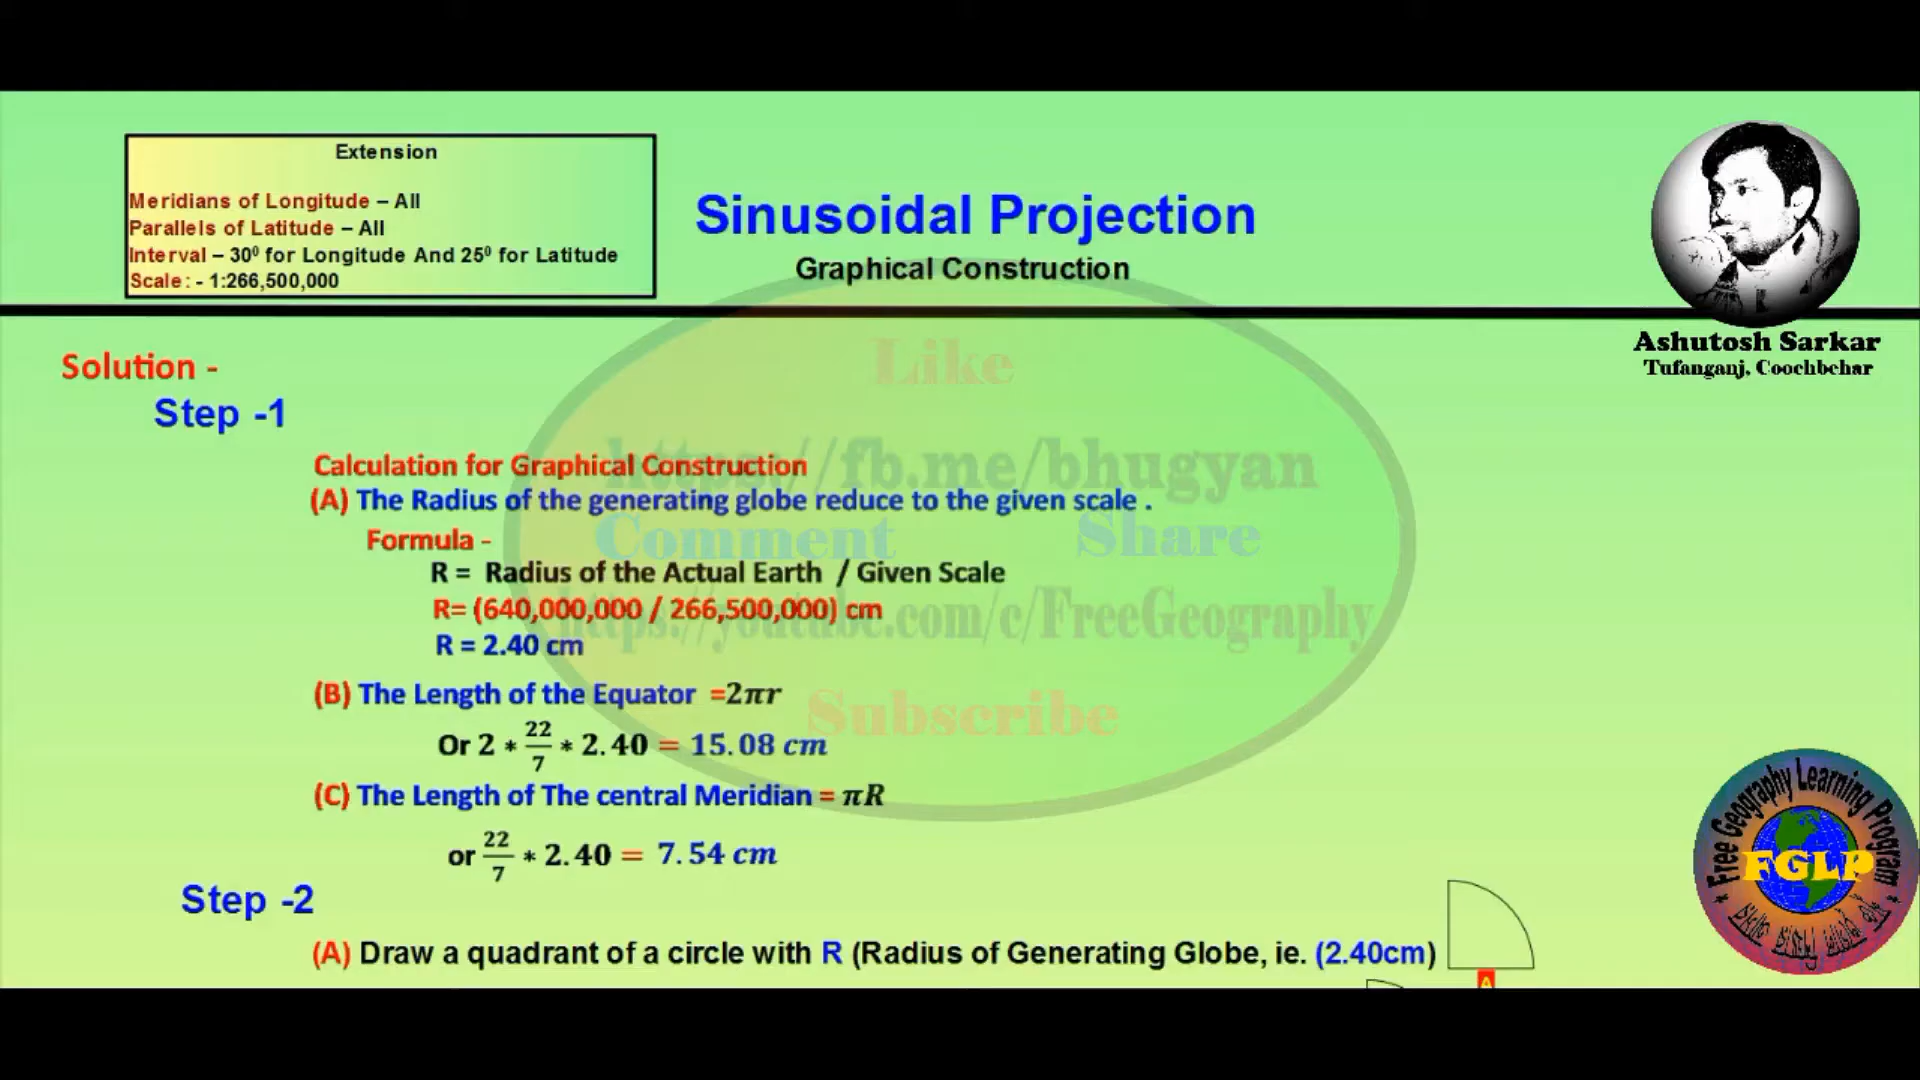 Extension
Meridians of Longitude – All
Parallels of Latitude – All
Interval – 30⁰ for Longitude And 25⁰ for Latitude
Scale : - 1:266,500,000
Sinusoidal Projection
Graphical Construction
Ashutosh Sarkar
Tufanganj, Coochbehar
Solution -
Step -1
Calculation for Graphical Construction
(A) The Radius of the generating globe reduce to the given scale .
Formula -
R = Radius of the Actual Earth / Given Scale
R= (640,000,000 / 266,500,000) cm
R = 2.40 cm
(B) The Length of the Equator =2πr
Or 2 * 22/7 * 2.40 = 15.08 cm
(C) The Length of The central Meridian = πR
or 22/7 * 2.40 = 7.54 cm
Step -2
(A) Draw a quadrant of a circle with R (Radius of Generating Globe, ie. (2.40cm)
A
Like
https://fb.me/bhugyan
Comment Share
https://youtube.com/c/FreeGeography
Subscribe
Free Geography Learning Program
FGLP